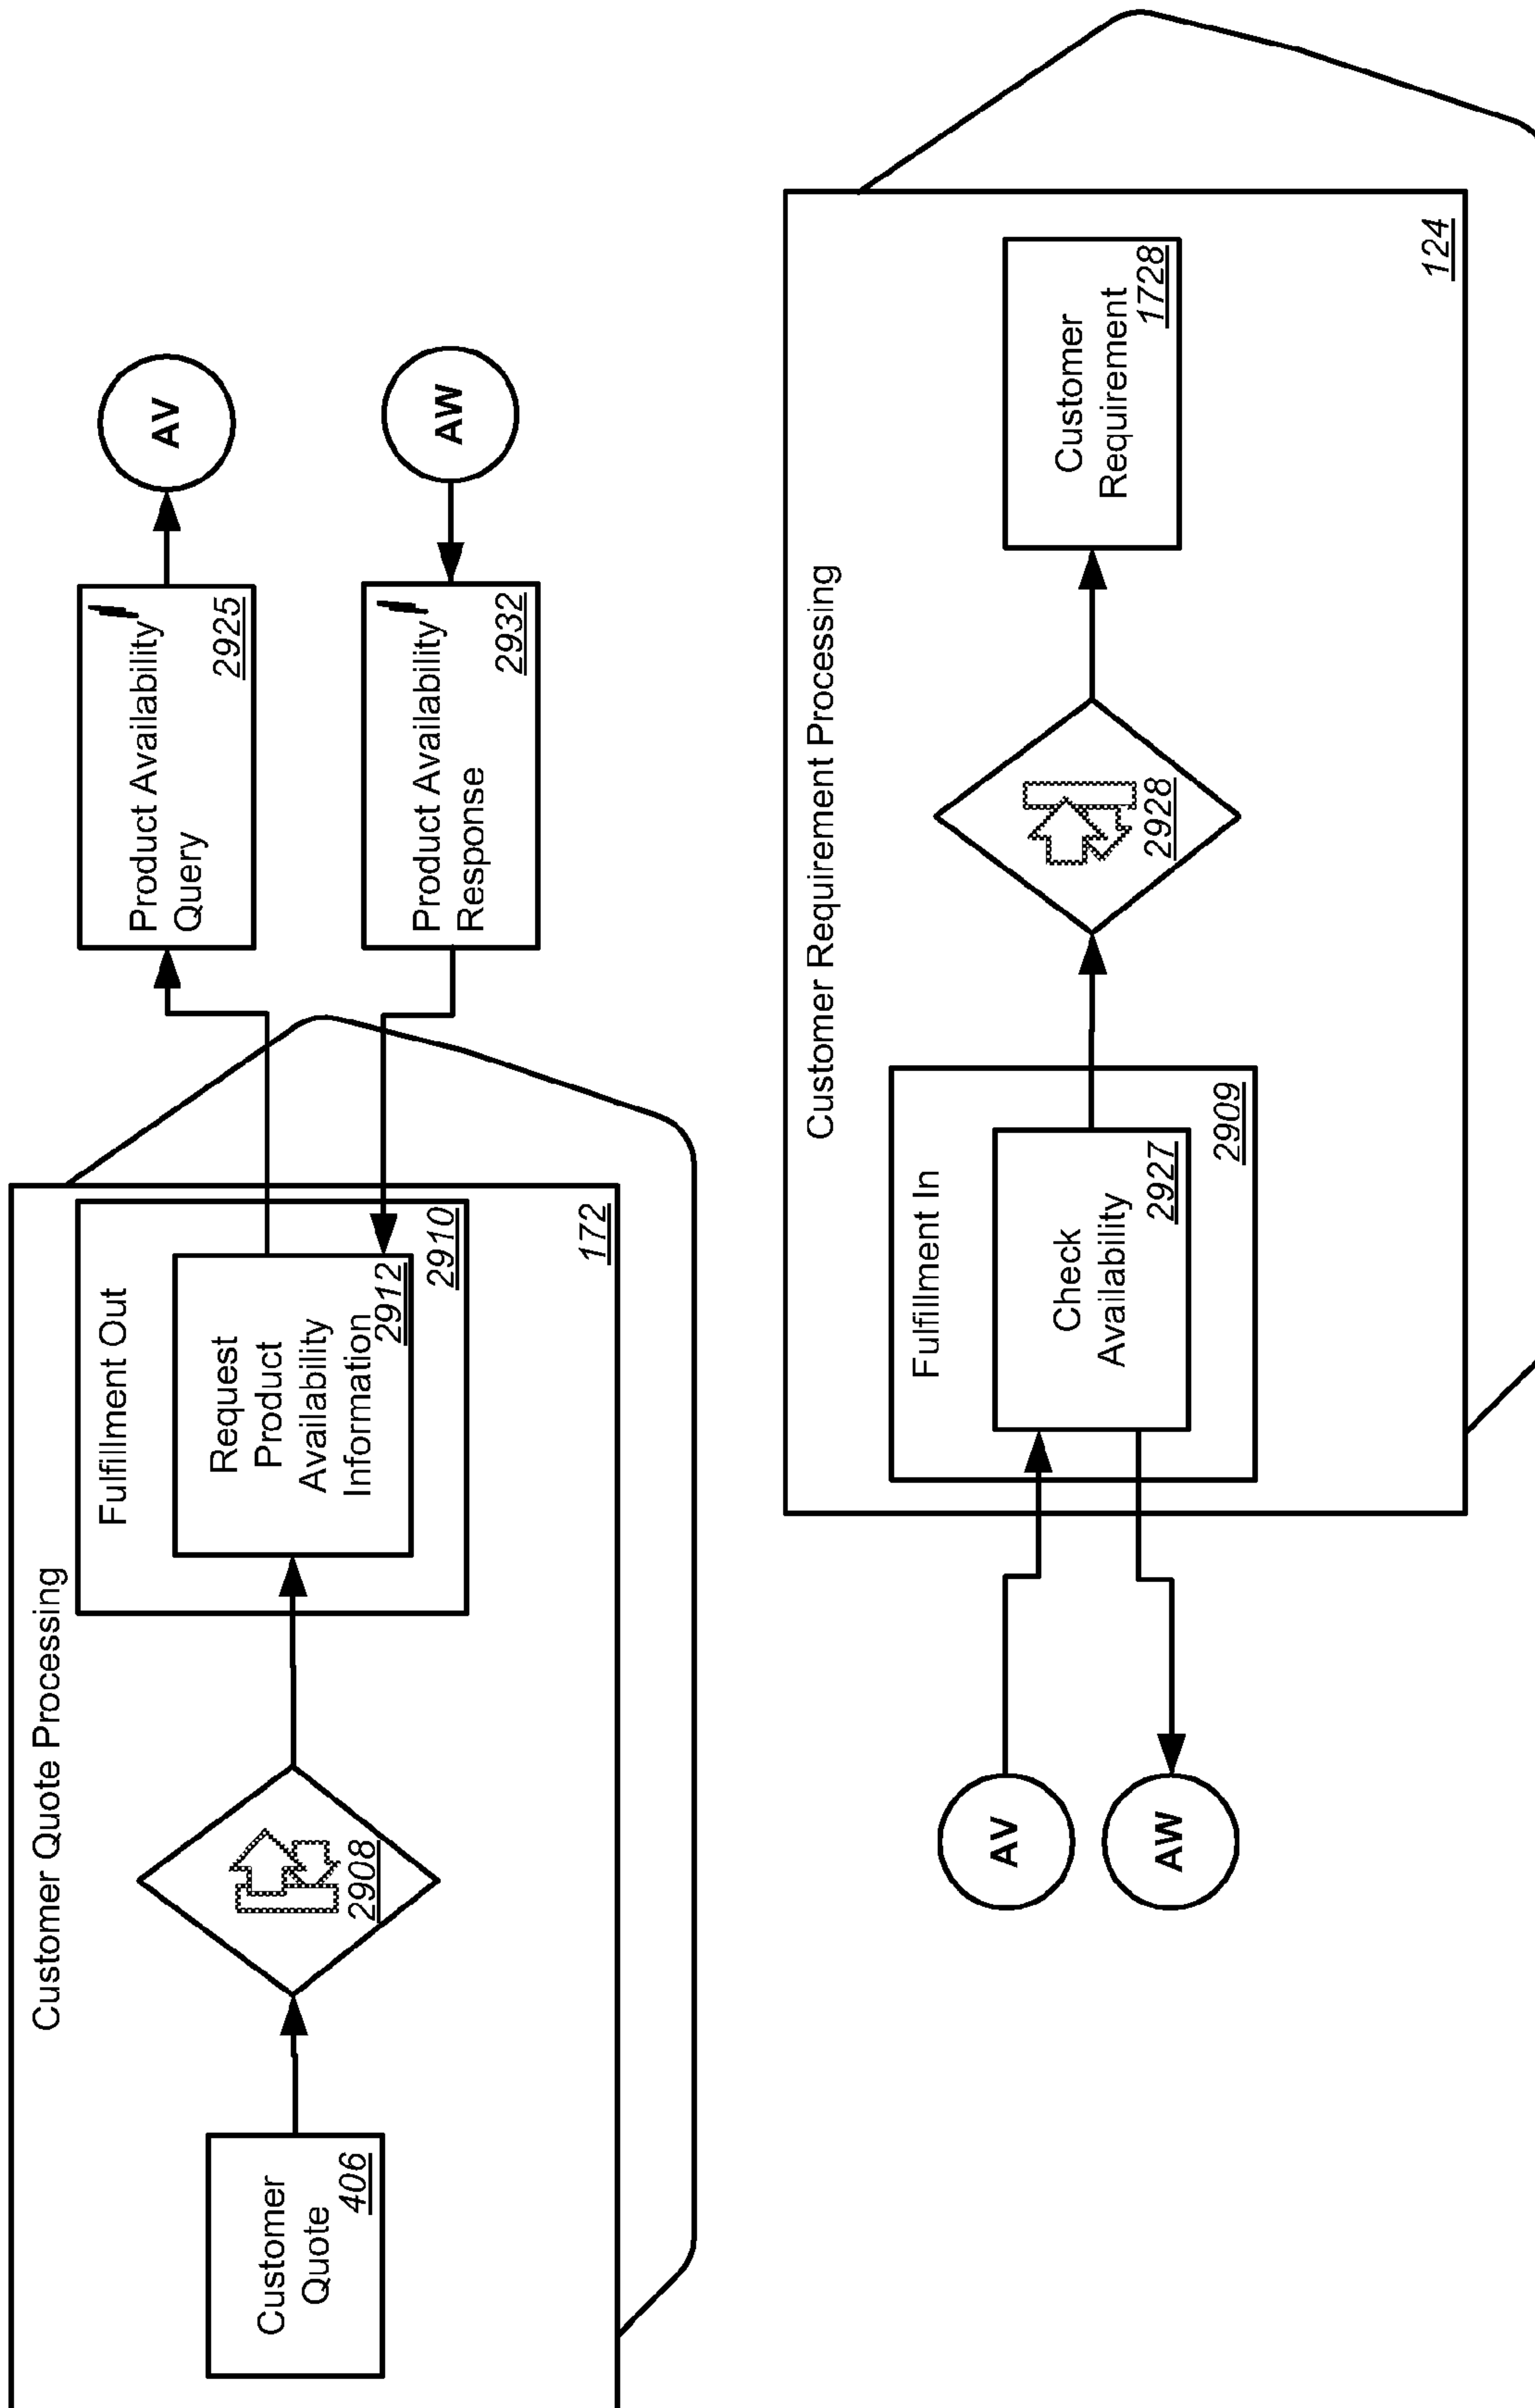 Customer Quote Processing
Customer
Quote
406
2908
Fulfillment Out
Request
Product
Availability
Information
2912
2910
172
Product Availability
Query
2925
AV
Product Availability
Response
2932
AW
Customer Requirement Processing
AV
AW
Fulfillment In
Check
Availability
2927
2909
2928
Customer
Requirement
1728
124